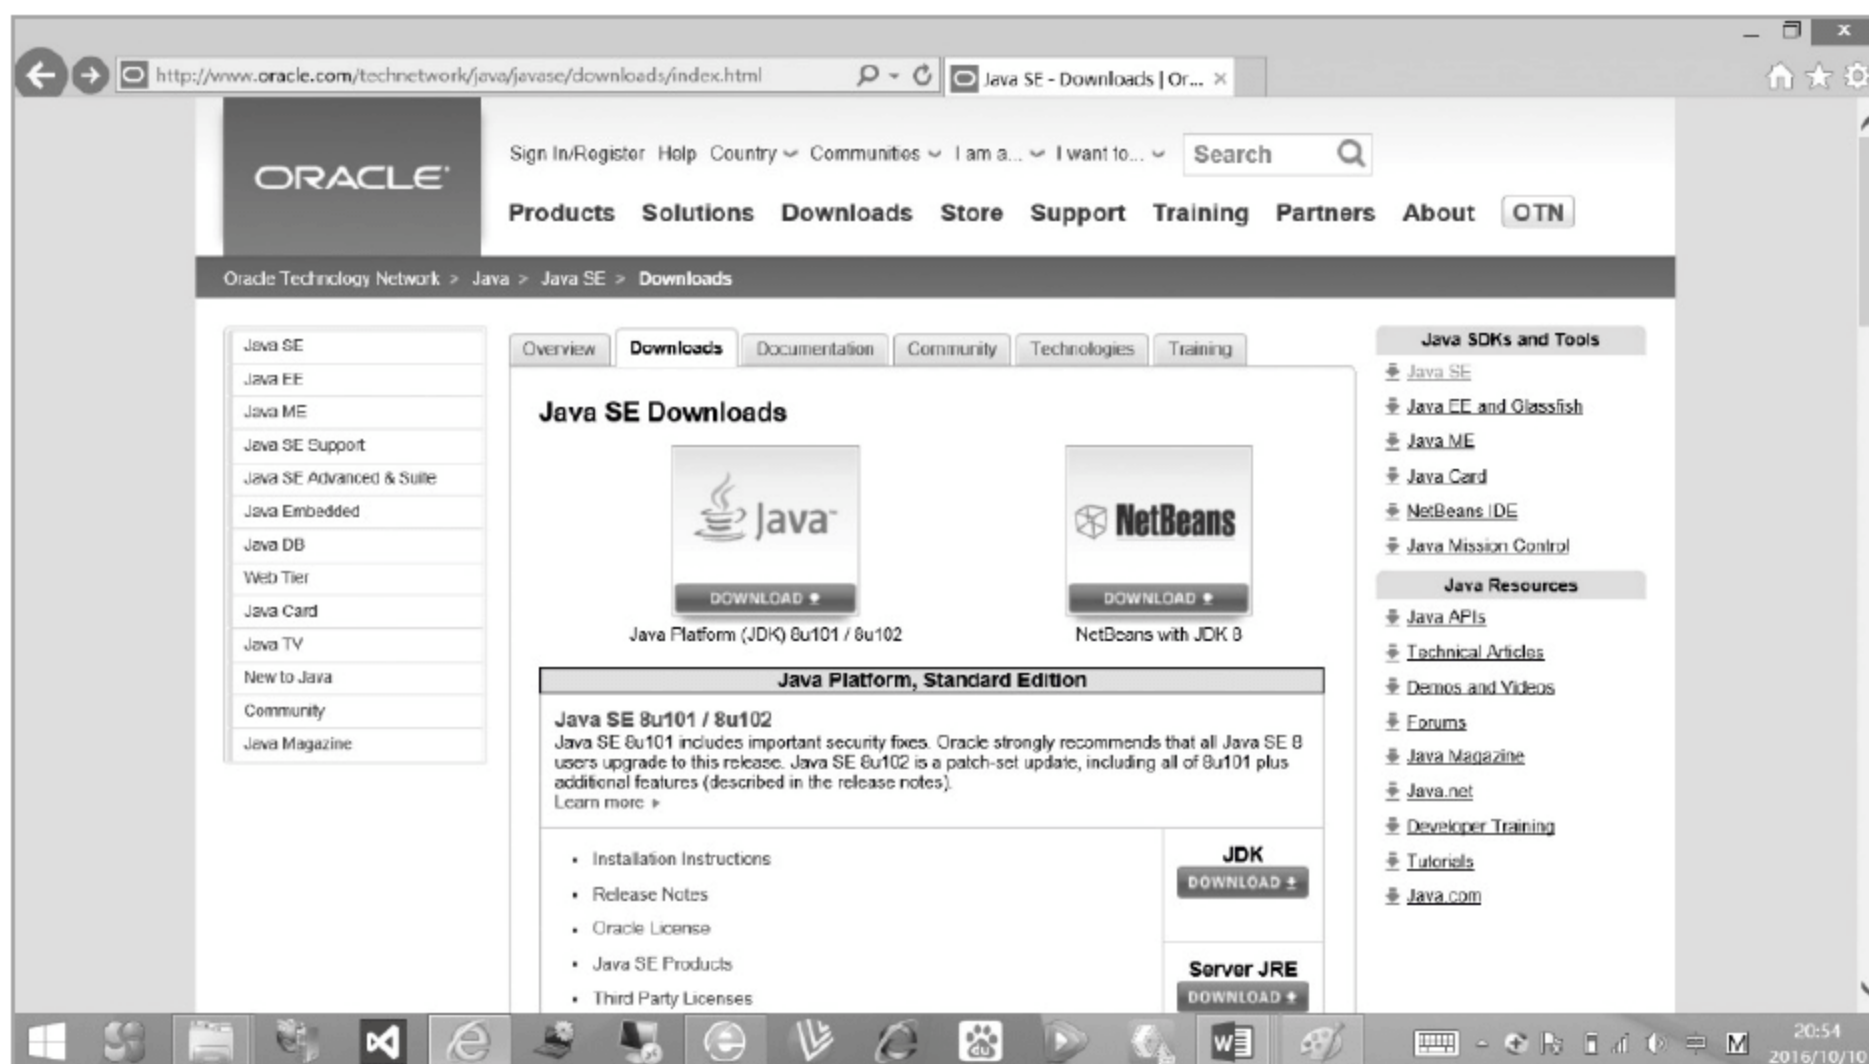 http://www.oracle.com/technetwork/java/javase/downloads/index.html
Java SE - Downloads | Or...
ORACLE
Sign In/Register Help Country Communities I am a... I want to... Search
Products Solutions Downloads Store Support Training Partners About OTN
Oracle Technology Network > Java > Java SE > Downloads
Java SE
Java EE
Java ME
Java SE Support
Java SE Advanced & Suite
Java Embedded
Java DB
Web Tier
Java Card
Java TV
New to Java
Community
Java Magazine
Overview Downloads Documentation Community Technologies Training
Java SE Downloads
Java
DOWNLOAD
Java Platform (JDK) 8u101 / 8u102
NetBeans
DOWNLOAD
NetBeans with JDK 8
Java Platform, Standard Edition
Java SE 8u101 / 8u102
Java SE 8u101 includes important security fixes. Oracle strongly recommends that all Java SE 8
users upgrade to this release. Java SE 8u102 is a patch-set update, including all of 8u101 plus
additional features (described in the release notes).
Learn more
Installation Instructions
Release Notes
Oracle License
Java SE Products
Third Party Licenses
JDK
DOWNLOAD
Server JRE
DOWNLOAD
Java SDKs and Tools
Java SE
Java EE and Glassfish
Java ME
Java Card
NetBeans IDE
Java Mission Control
Java Resources
Java APIs
Technical Articles
Demos and Videos
Forums
Java Magazine
Java.net
Developer Training
Tutorials
Java.com
du
W
中
M
20:54
2016/10/10